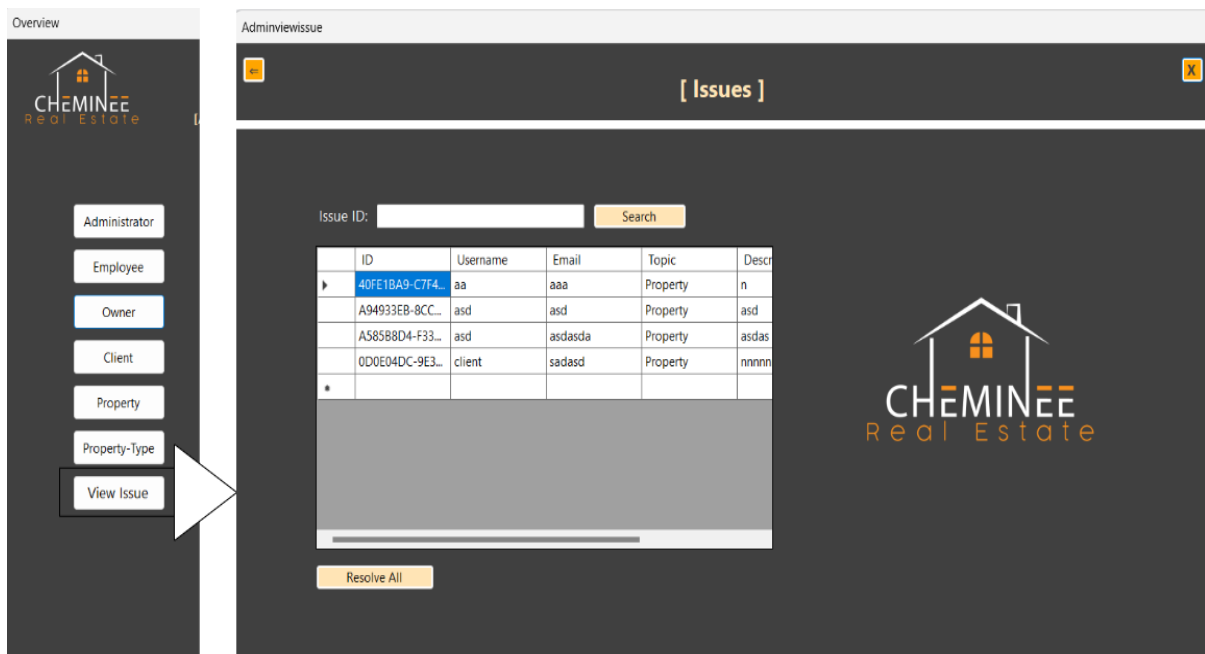 Overview
CHEMINEE
Real Estate
Administrator
Employee
Owner
Client
Property
Property-Type
View Issue
Adminviewissue
⇐
X
[ Issues ]
Issue ID:
Search
ID Username Email Topic Descr
40FE1BA9-C7F4... aa aaa Property n
A94933EB-8CC... asd asd Property asd
A585B8D4-F33... asd asdasda Property asdas
0D0E04DC-9E3... client sadasd Property nnnnn
*
Resolve All
CHEMINEE
Real Estate